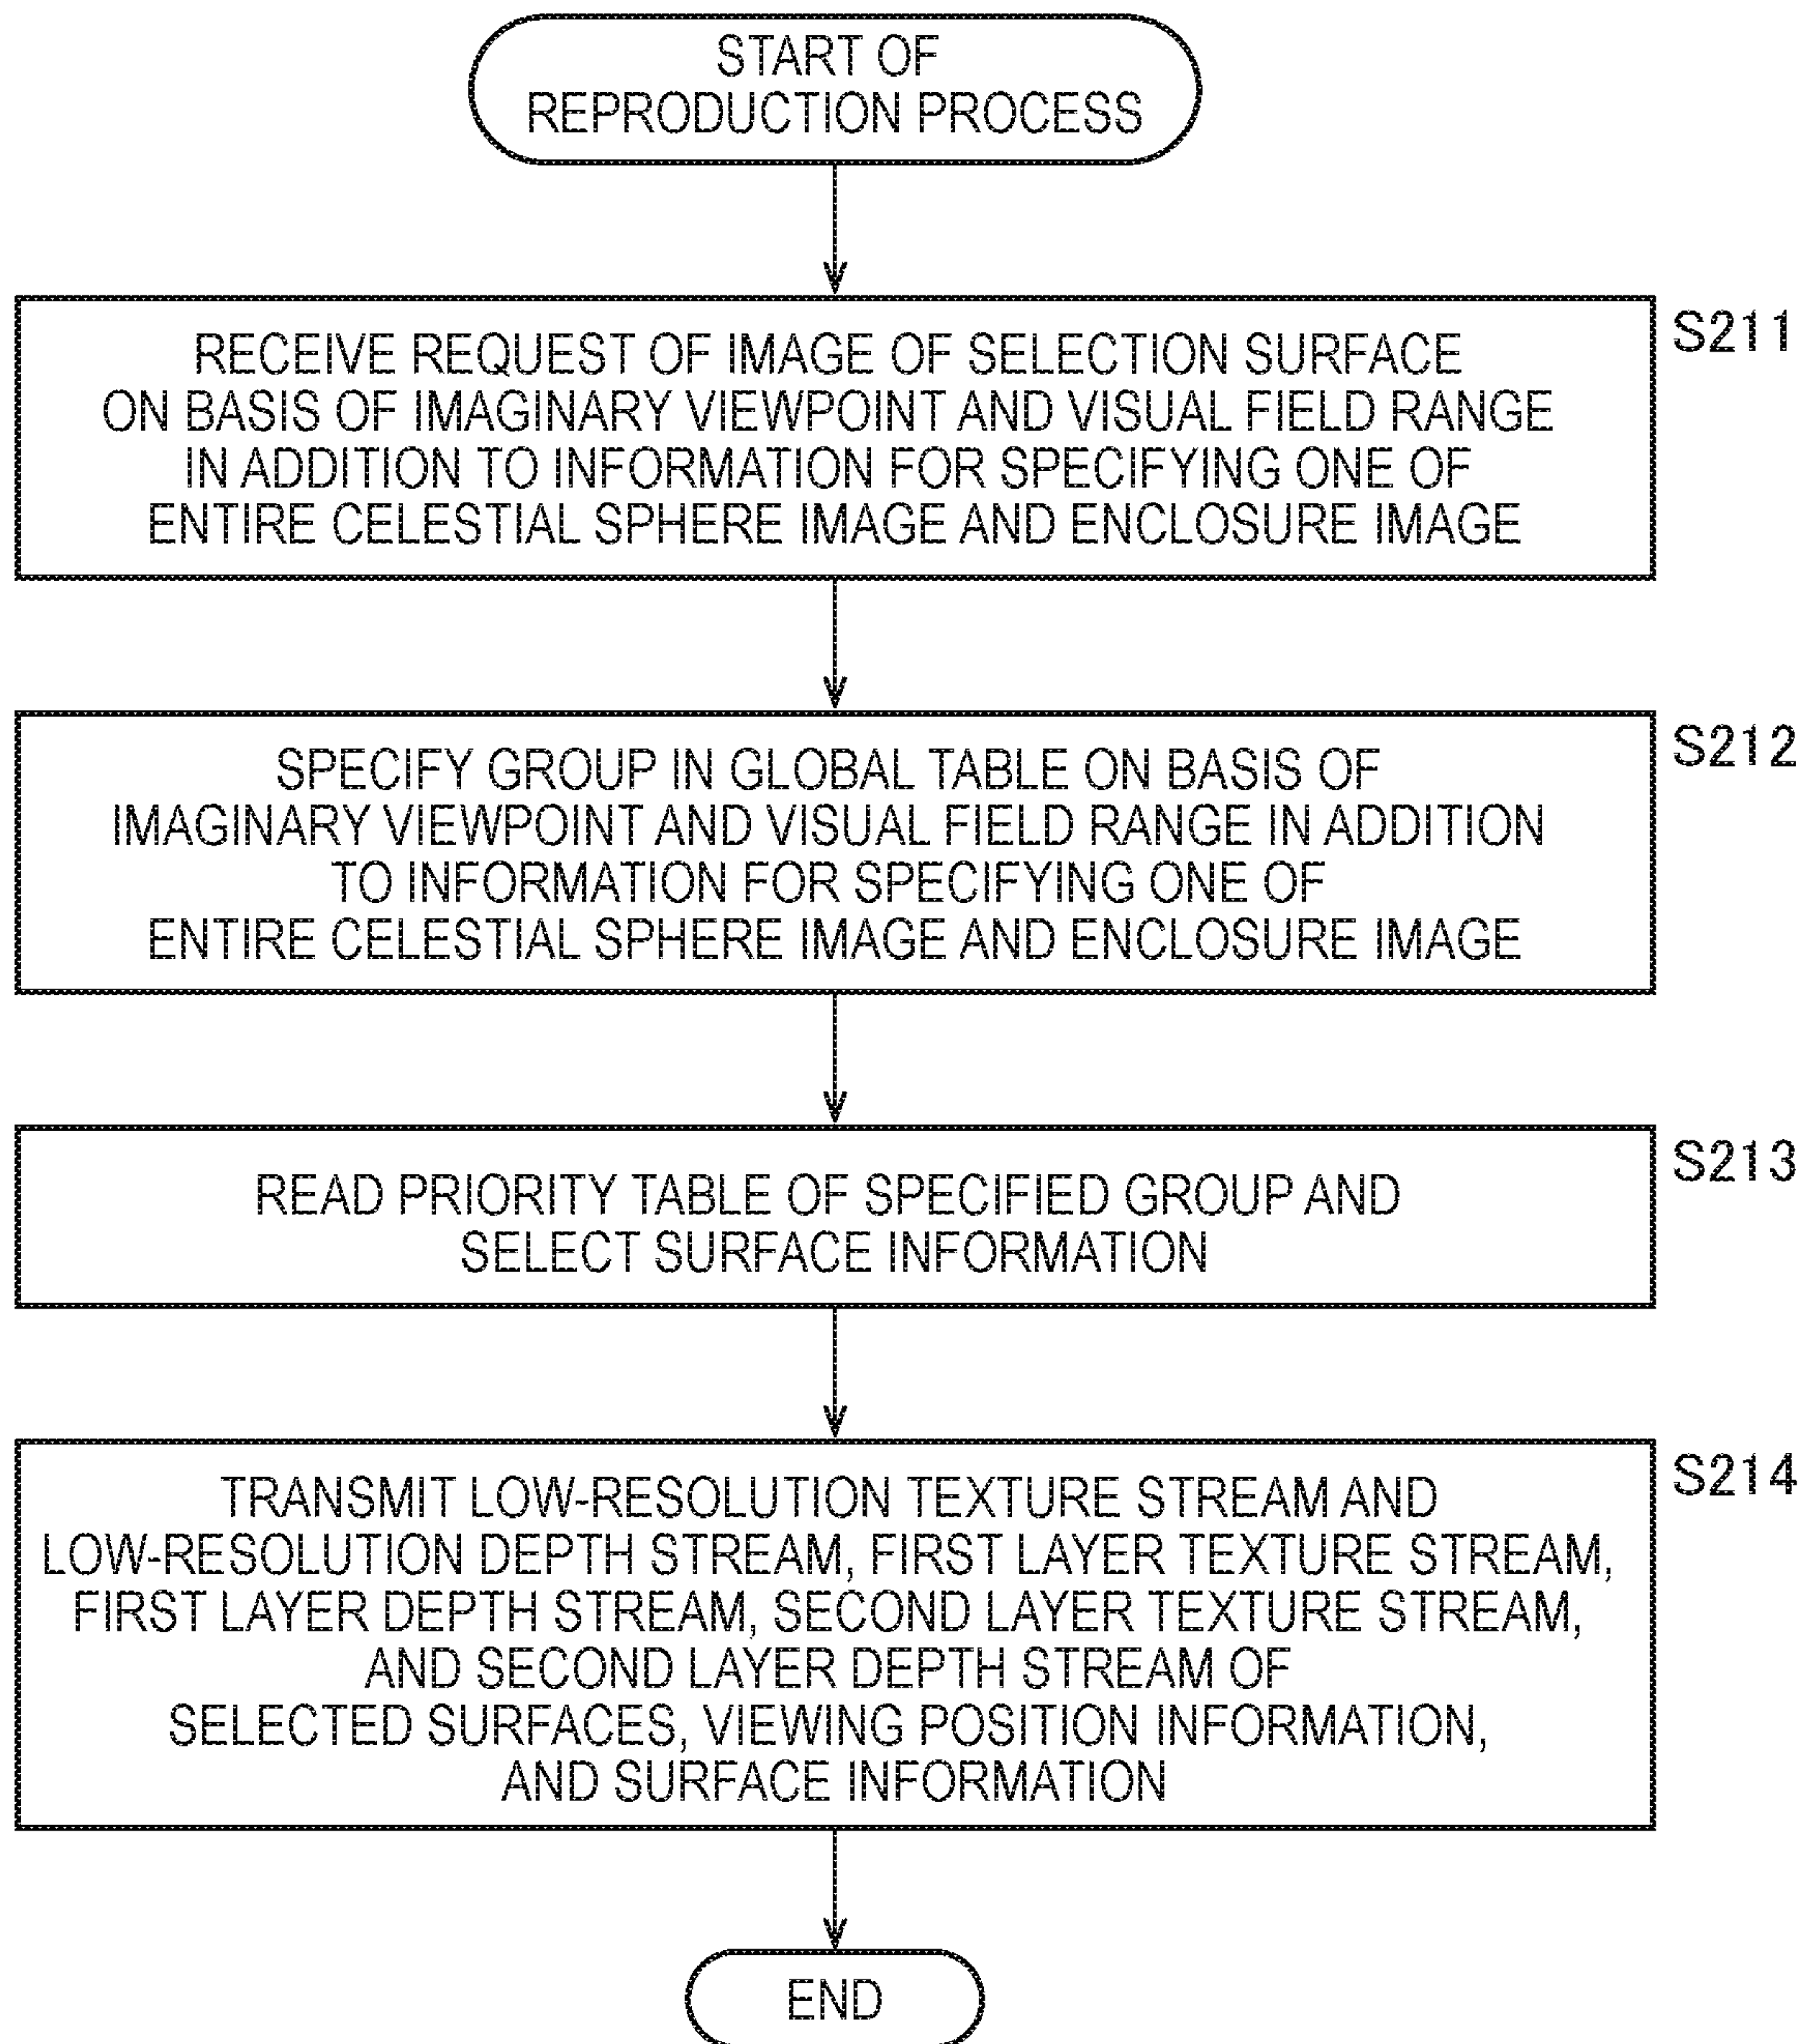 START OF
REPRODUCTION PROCESS
RECEIVE REQUEST OF IMAGE OF SELECTION SURFACE
ON BASIS OF IMAGINARY VIEWPOINT AND VISUAL FIELD RANGE
IN ADDITION TO INFORMATION FOR SPECIFYING ONE OF
ENTIRE CELESTIAL SPHERE IMAGE AND ENCLOSURE IMAGE
S211
SPECIFY GROUP IN GLOBAL TABLE ON BASIS OF
IMAGINARY VIEWPOINT AND VISUAL FIELD RANGE IN ADDITION
TO INFORMATION FOR SPECIFYING ONE OF
ENTIRE CELESTIAL SPHERE IMAGE AND ENCLOSURE IMAGE
S212
READ PRIORITY TABLE OF SPECIFIED GROUP AND
SELECT SURFACE INFORMATION
S213
TRANSMIT LOW-RESOLUTION TEXTURE STREAM AND
LOW-RESOLUTION DEPTH STREAM, FIRST LAYER TEXTURE STREAM,
FIRST LAYER DEPTH STREAM, SECOND LAYER TEXTURE STREAM,
AND SECOND LAYER DEPTH STREAM OF
SELECTED SURFACES, VIEWING POSITION INFORMATION,
AND SURFACE INFORMATION
S214
END